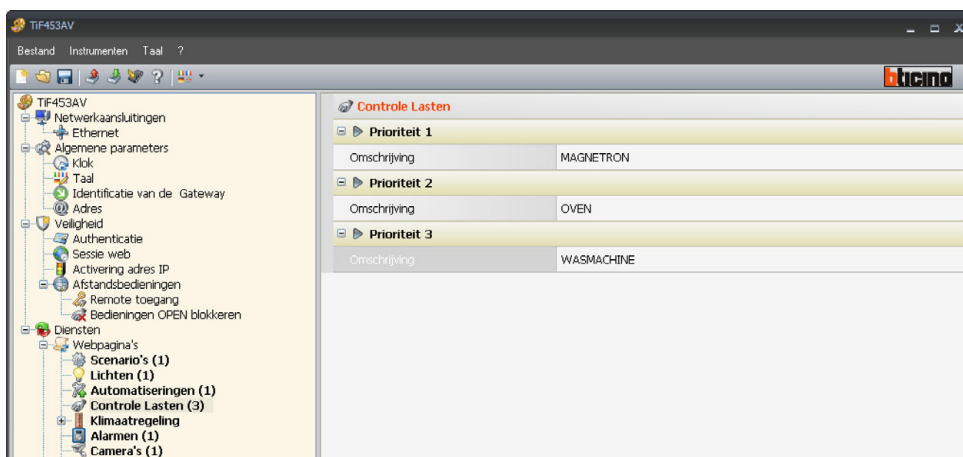 TiF453AV
Bestand Instrumenten Taal ?
bticino
TiF453AV
Netwerkaansluitingen
Ethernet
Algemene parameters
Klok
Taal
Identificatie van de Gateway
Adres
Veiligheid
Authenticatie
Sessie web
Activering adres IP
Afstandsbedieningen
Remote toegang
Bedieningen OPEN blokkeren
Diensten
Webpagina's
Scenario's (1)
Lichten (1)
Automatiseringen (1)
Controle Lasten (3)
Klimaatregeling
Alarmen (1)
Camera's (1)
Controle Lasten
Prioriteit 1
Omschrijving MAGNETRON
Prioriteit 2
Omschrijving OVEN
Prioriteit 3
Omschrijving WASMACHINE